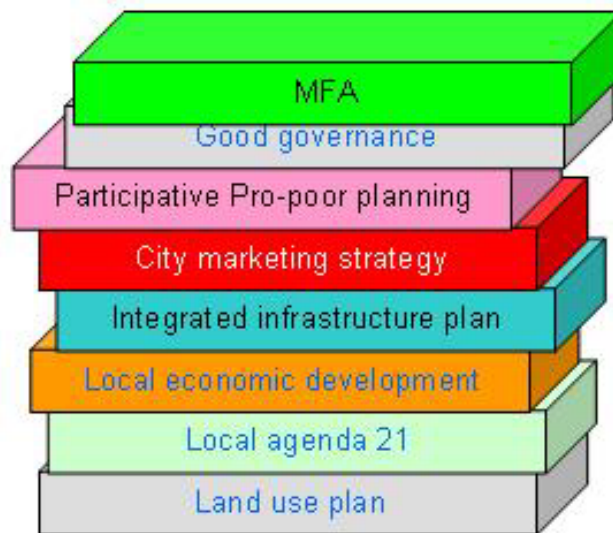 MFA
Good governance
Participative Pro-poor planning
City marketing strategy
Integrated infrastructure plan
Local economic development
Local agenda 21
Land use plan